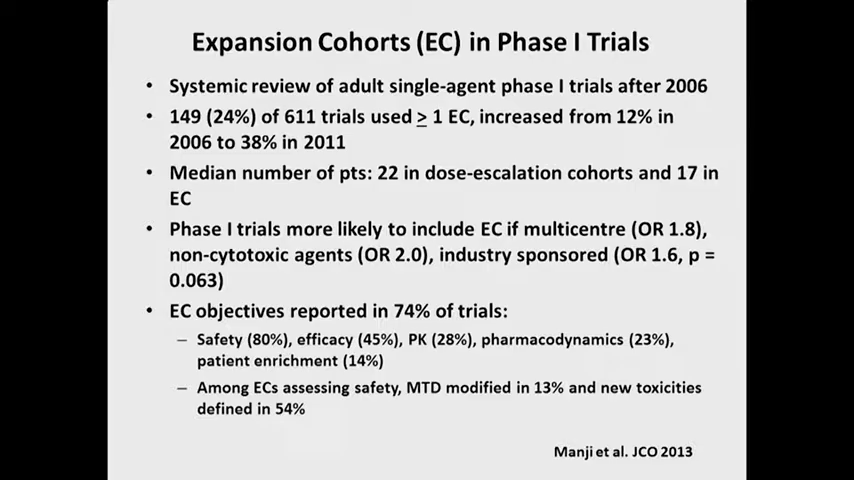 Expansion Cohorts (EC) in Phase I Trials
• Systemic review of adult single-agent phase I trials after 2006
• 149 (24%) of 611 trials used ≥ 1 EC, increased from 12% in
2006 to 38% in 2011
• Median number of pts: 22 in dose-escalation cohorts and 17 in
EC
• Phase I trials more likely to include EC if multicentre (OR 1.8),
non-cytotoxic agents (OR 2.0), industry sponsored (OR 1.6, p =
0.063)
• EC objectives reported in 74% of trials:
– Safety (80%), efficacy (45%), PK (28%), pharmacodynamics (23%),
patient enrichment (14%)
– Among ECs assessing safety, MTD modified in 13% and new toxicities
defined in 54%
Manji et al. JCO 2013